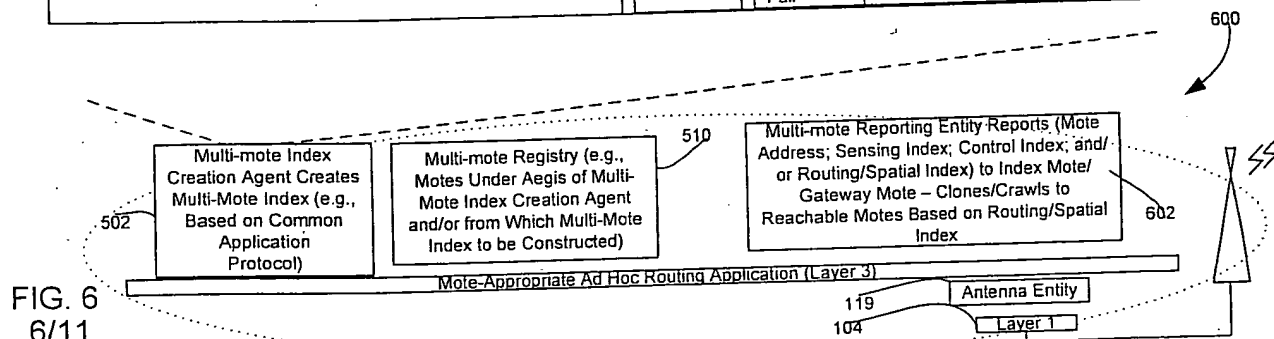 600
Multi-mote Index
Creation Agent Creates
Multi-Mote Index (e.g.,
Based on Common
Application
Protocol)
502
Multi-mote Registry (e.g.,
Motes Under Aegis of Multi-
Mote Index Creation Agent
and/or from Which Multi-Mote
Index to be Constructed)
510
Multi-mote Reporting Entity Reports (Mote
Address; Sensing Index; Control Index; and/
or Routing/Spatial Index) to Index Mote/
Gateway Mote – Clones/Crawls to
Reachable Motes Based on Routing/Spatial
Index
602
Mote-Appropriate Ad Hoc Routing Application (Layer 3)
119
Antenna Entity
104
Layer 1
FIG. 6
6/11